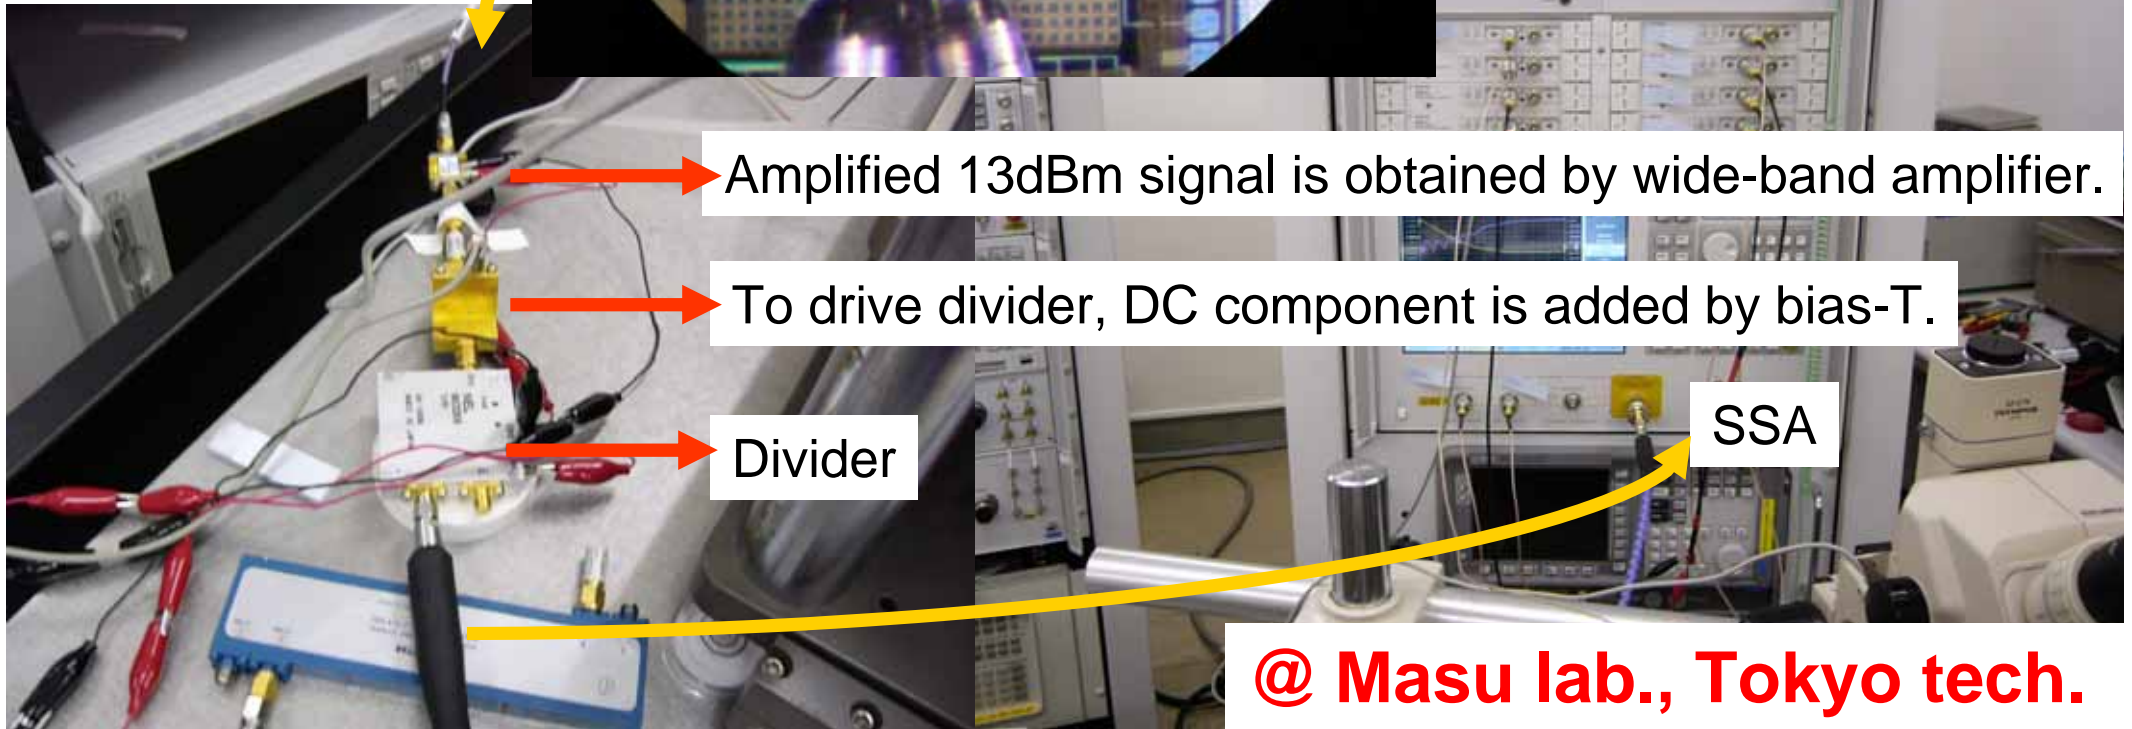 Amplified 13dBm signal is obtained by wide-band amplifier.
To drive divider, DC component is added by bias-T.
SSA
Divider
@ Masu lab., Tokyo tech.